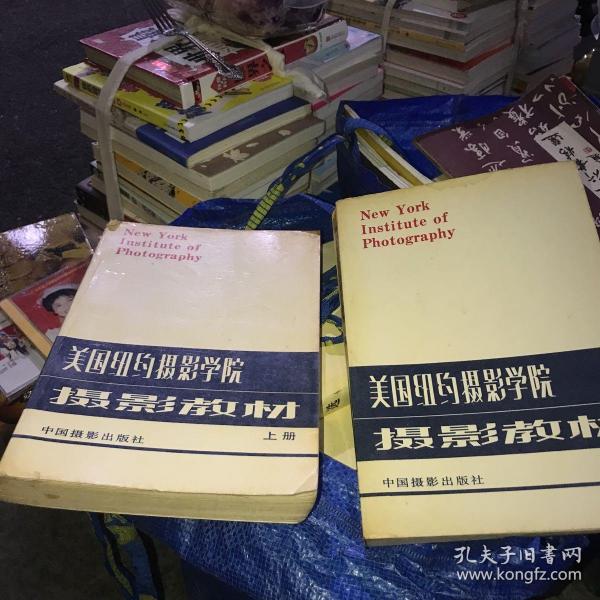 New York
Institute of
Photography
美国纽约摄影学院
摄影教材
中国摄影出版社 上册
New York
Institute of
Photography
美国纽约摄影学院
摄影教材
中国摄影出版社
孔夫子旧书网
www.kongfz.com